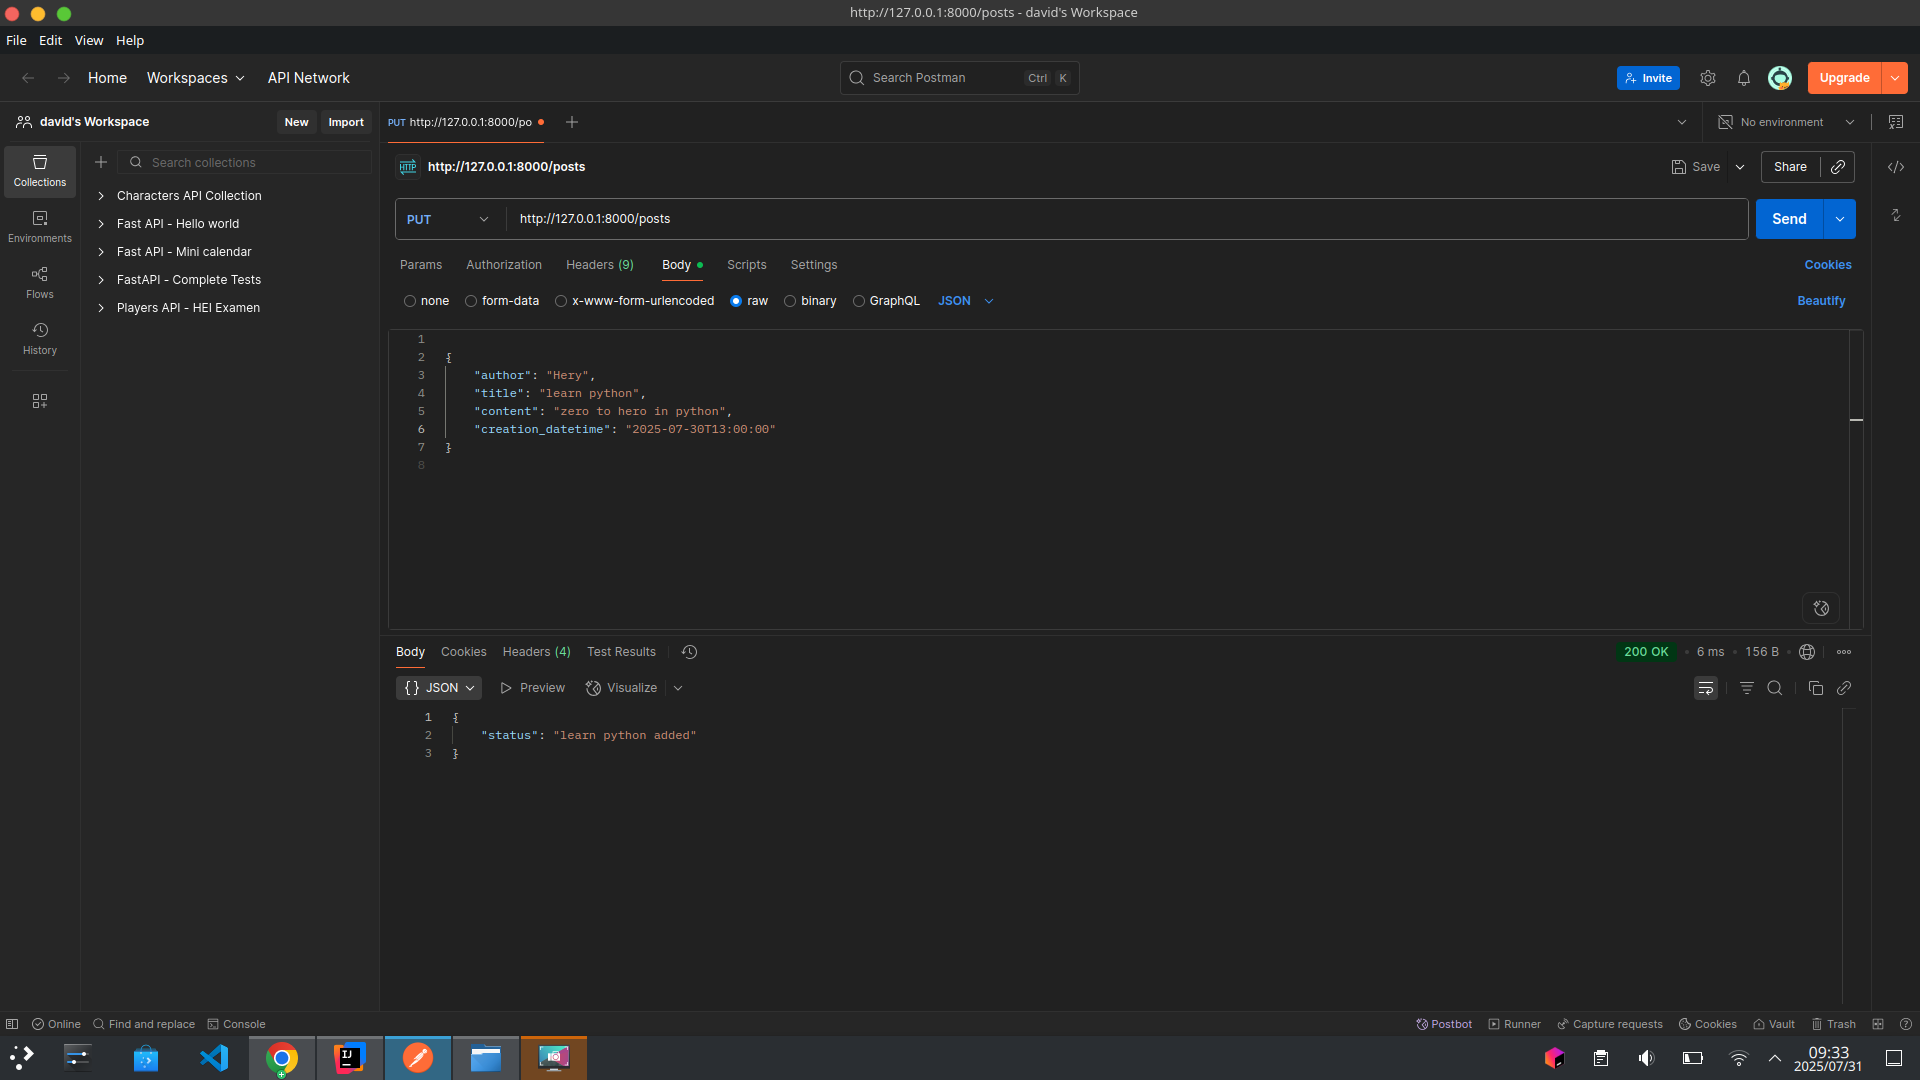 http://127.0.0.1:8000/posts - david's Workspace
File Edit View Help
Home Workspaces API Network
Search Postman Ctrl K
Invite
Upgrade
david's Workspace
New Import
PUT http://127.0.0.1:8000/po
No environment
Collections
Search collections
HTTP http://127.0.0.1:8000/posts
Save Share
Characters API Collection
Fast API - Hello world
Fast API - Mini calendar
FastAPI - Complete Tests
Players API - HEI Examen
Environments
Flows
History
PUT http://127.0.0.1:8000/posts
Send
Params Authorization Headers (9) Body Scripts Settings Cookies
none form-data x-www-form-urlencoded raw binary GraphQL JSON Beautify
1
2 {
3 "author": "Hery",
4 "title": "learn python",
5 "content": "zero to hero in python",
6 "creation_datetime": "2025-07-30T13:00:00"
7 }
8
Body Cookies Headers (4) Test Results
200 OK 6 ms 156 B
{} JSON Preview Visualize
1 {
2 "status": "learn python added"
3 }
Online Find and replace Console
Postbot Runner Capture requests Cookies Vault Trash
IJ
09:33
2025/07/31